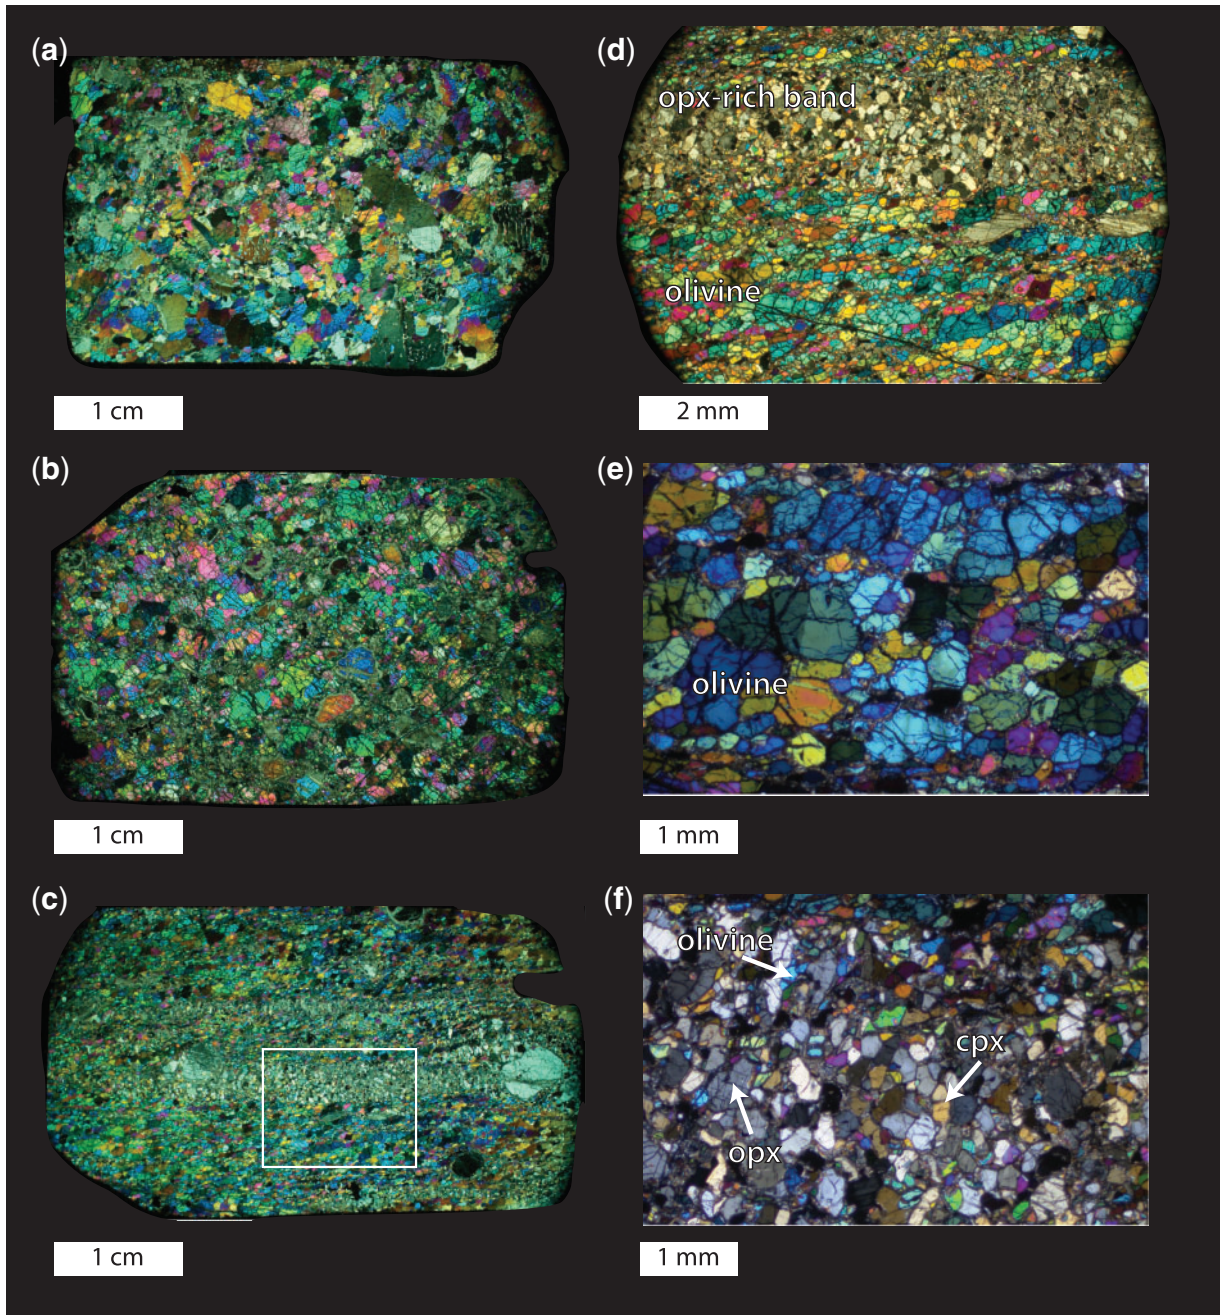 (a)
1 cm
(b)
1 cm
(c)
1 cm
(d)
opx-rich band
olivine
2 mm
(e)
olivine
1 mm
(f)
olivine
cpx
opx
1 mm